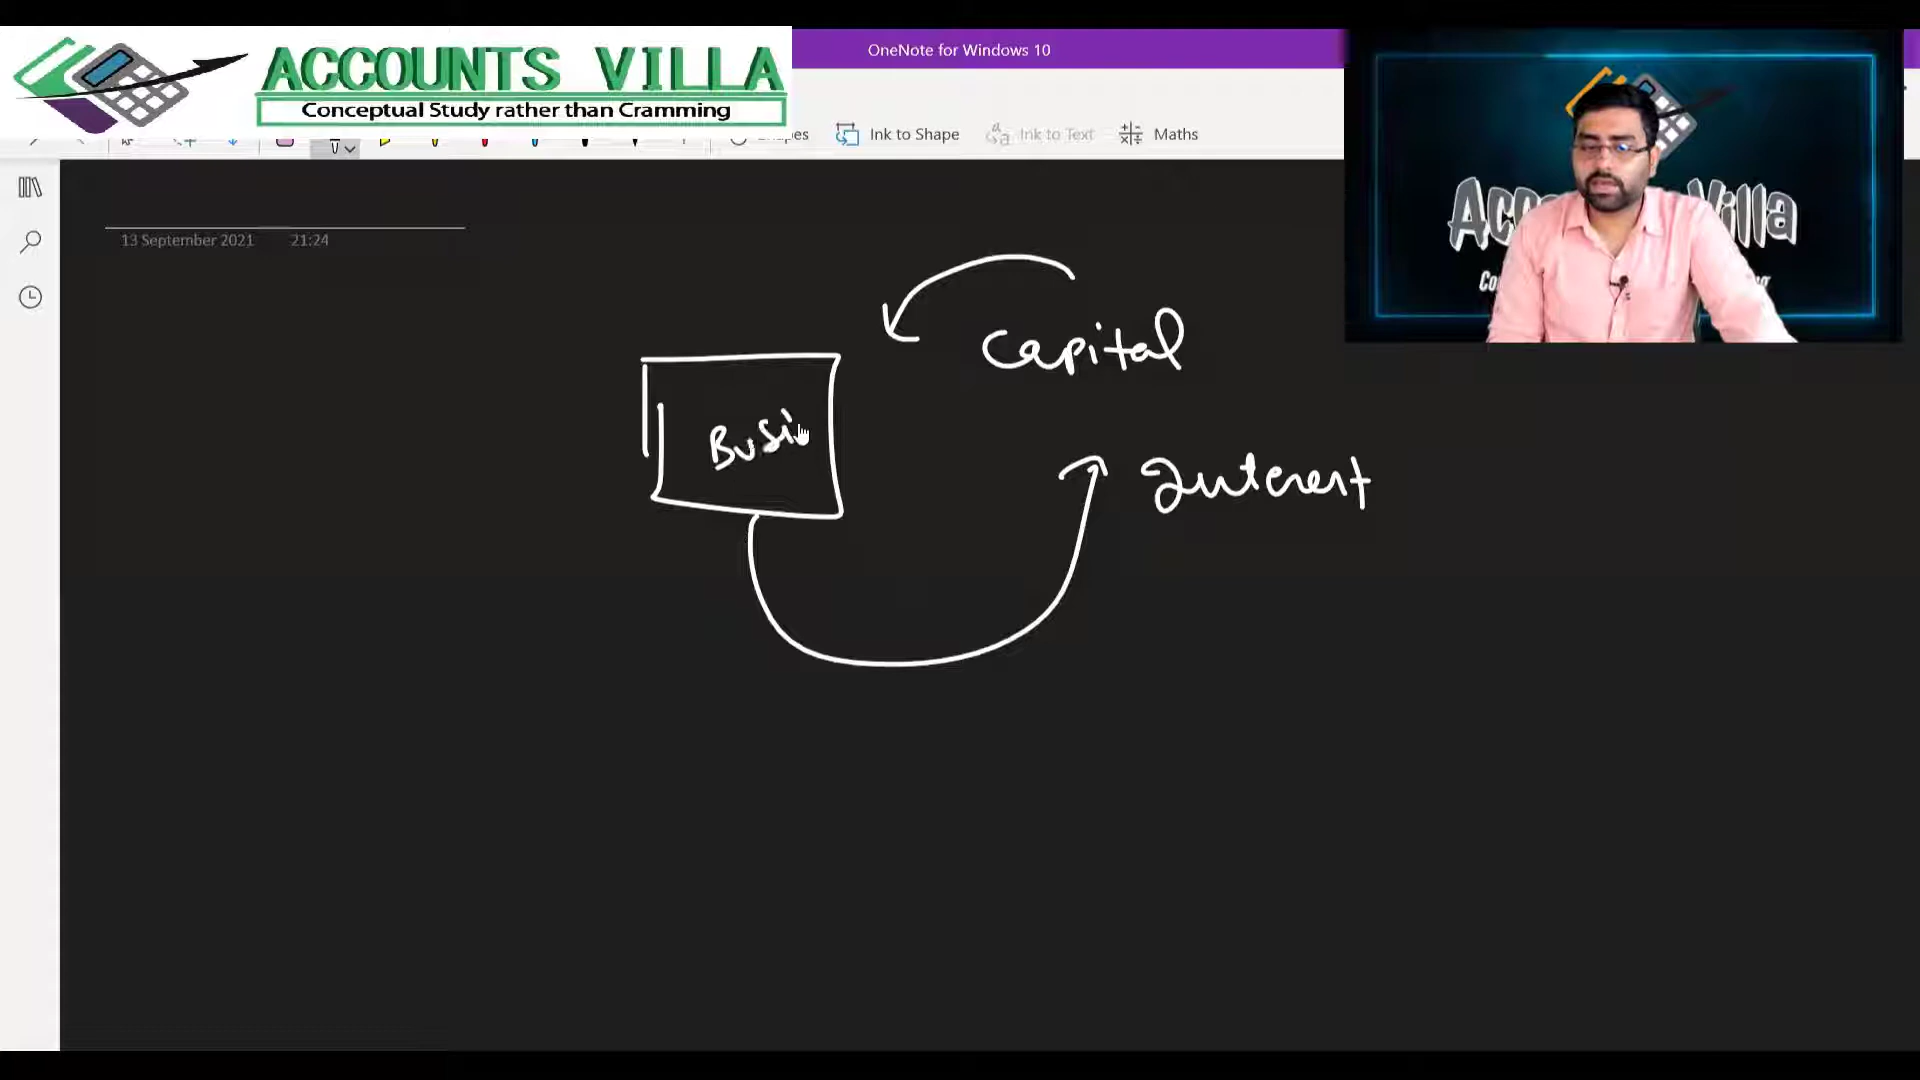 ACCOUNTS VILLA
Conceptual Study rather than Cramming
OneNote for Windows 10
Ink to Shape
Ink to Text
Maths
13 September 2021 21:24
Capital
Busi
Interest